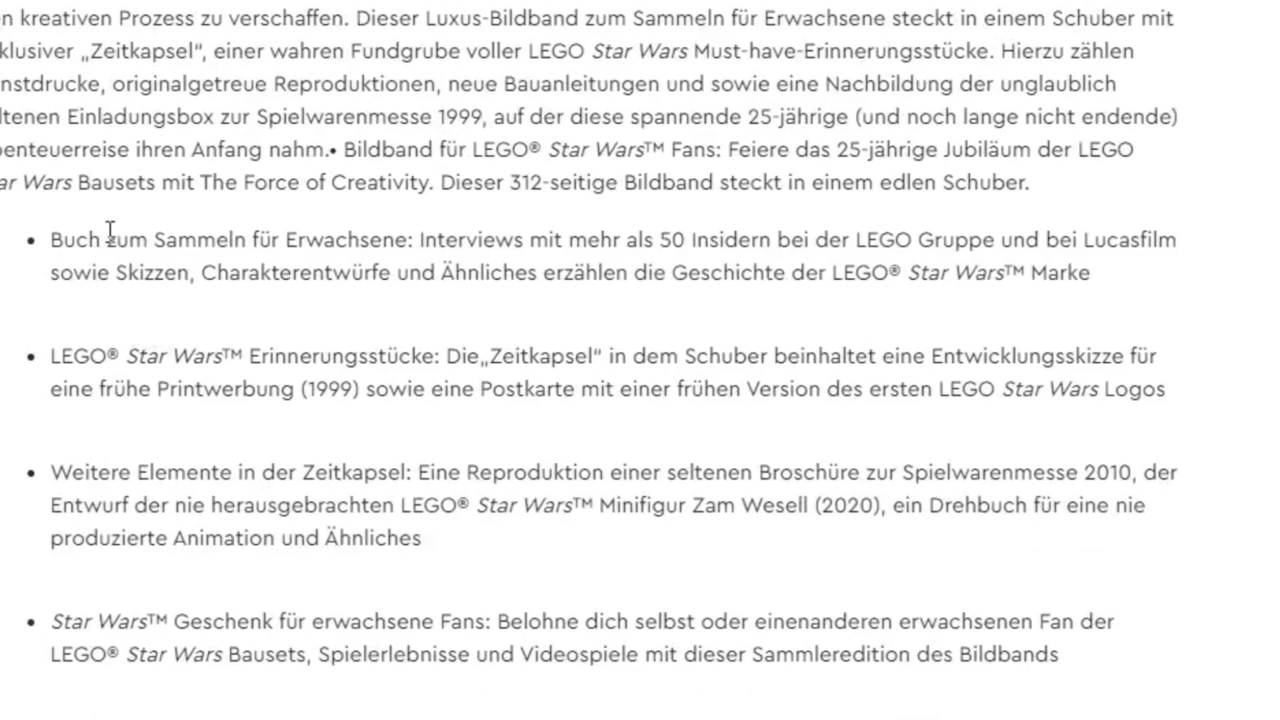 n kreativen Prozess zu verschaffen. Dieser Luxus-Bildband zum Sammeln für Erwachsene steckt in einem Schuber mit
klusiver „Zeitkapsel“, einer wahren Fundgrube voller LEGO Star Wars Must-have-Erinnerungsstücke. Hierzu zählen
nstdrucke, originalgetreue Reproduktionen, neue Bauanleitungen und sowie eine Nachbildung der unglaublich
ltenen Einladungsbox zur Spielwarenmesse 1999, auf der diese spannende 25-jährige (und noch lange nicht endende)
benteuerreise ihren Anfang nahm.• Bildband für LEGO® Star Wars™ Fans: Feiere das 25-jährige Jubiläum der LEGO
ar Wars Bausets mit The Force of Creativity. Dieser 312-seitige Bildband steckt in einem edlen Schuber.
• Buch zum Sammeln für Erwachsene: Interviews mit mehr als 50 Insidern bei der LEGO Gruppe und bei Lucasfilm
sowie Skizzen, Charakterentwürfe und Ähnliches erzählen die Geschichte der LEGO® Star Wars™ Marke
• LEGO® Star Wars™ Erinnerungsstücke: Die„Zeitkapsel“ in dem Schuber beinhaltet eine Entwicklungsskizze für
eine frühe Printwerbung (1999) sowie eine Postkarte mit einer frühen Version des ersten LEGO Star Wars Logos
• Weitere Elemente in der Zeitkapsel: Eine Reproduktion einer seltenen Broschüre zur Spielwarenmesse 2010, der
Entwurf der nie herausgebrachten LEGO® Star Wars™ Minifigur Zam Wesell (2020), ein Drehbuch für eine nie
produzierte Animation und Ähnliches
• Star Wars™ Geschenk für erwachsene Fans: Belohne dich selbst oder einenanderen erwachsenen Fan der
LEGO® Star Wars Bausets, Spielerlebnisse und Videospiele mit dieser Sammleredition des Bildbands